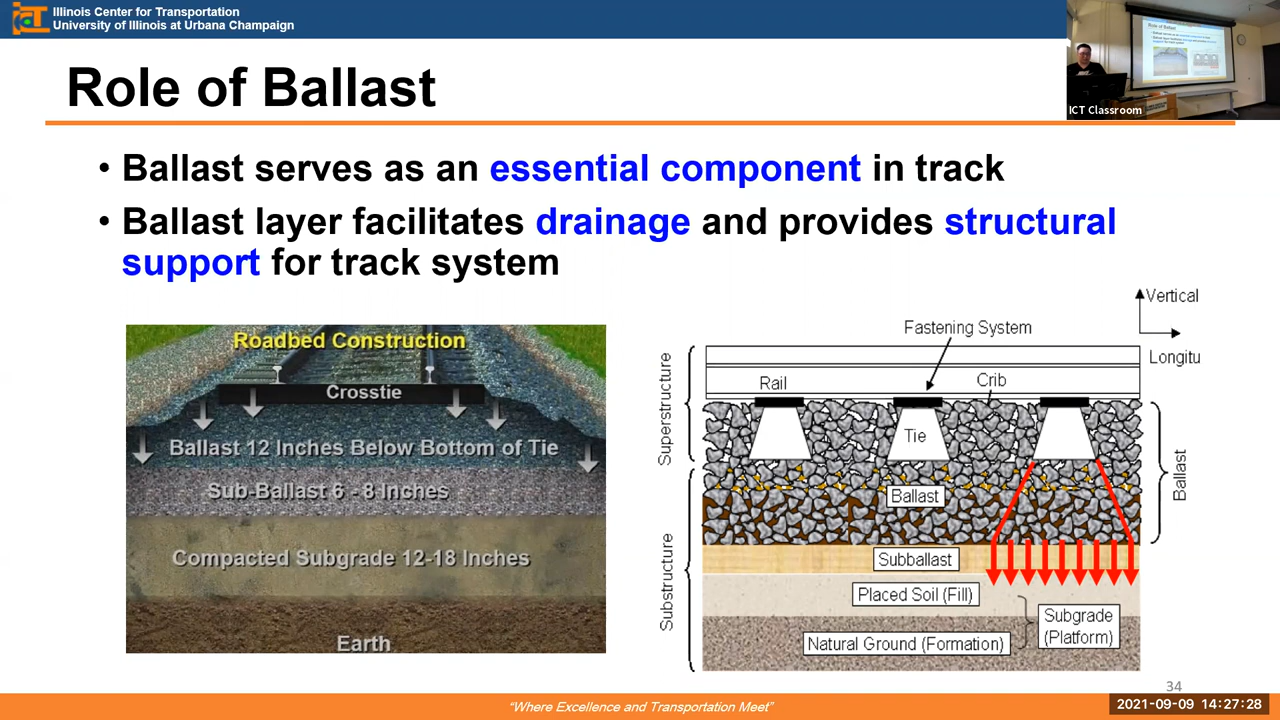 Illinois Center for Transportation
University of Illinois at Urbana Champaign
ICT Classroom
Role of Ballast
• Ballast serves as an essential component in track
• Ballast layer facilitates drainage and provides structural
support for track system
Roadbed Construction
Crosstie
Ballast 12 Inches Below Bottom of Tie
Sub-Ballast 6 - 8 Inches
Compacted Subgrade 12-18 Inches
Earth
Vertical
Longitu
Fastening System
Superstructure
Rail
Crib
Tie
Ballast
Ballast
Substructure
Subballast
Placed Soil (Fill)
Subgrade
(Platform)
Natural Ground (Formation)
34
"Where Excellence and Transportation Meet"
2021-09-09 14:27:28